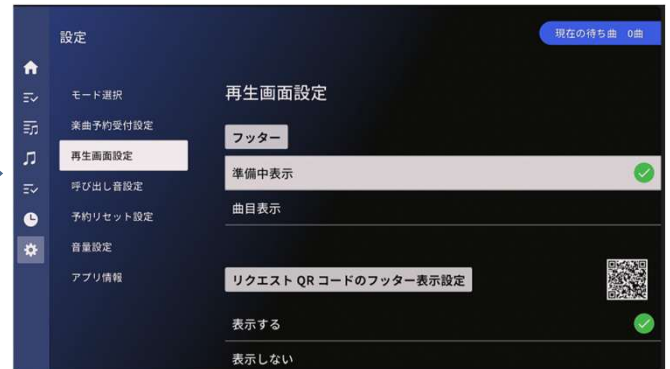 設定
現在の待ち曲 0曲
モード選択
楽曲予約受付設定
再生画面設定
呼び出し音設定
予約リセット設定
音量設定
アプリ情報
再生画面設定
フッター
準備中表示
曲目表示
リクエスト QR コードのフッター表示設定
表示する
表示しない